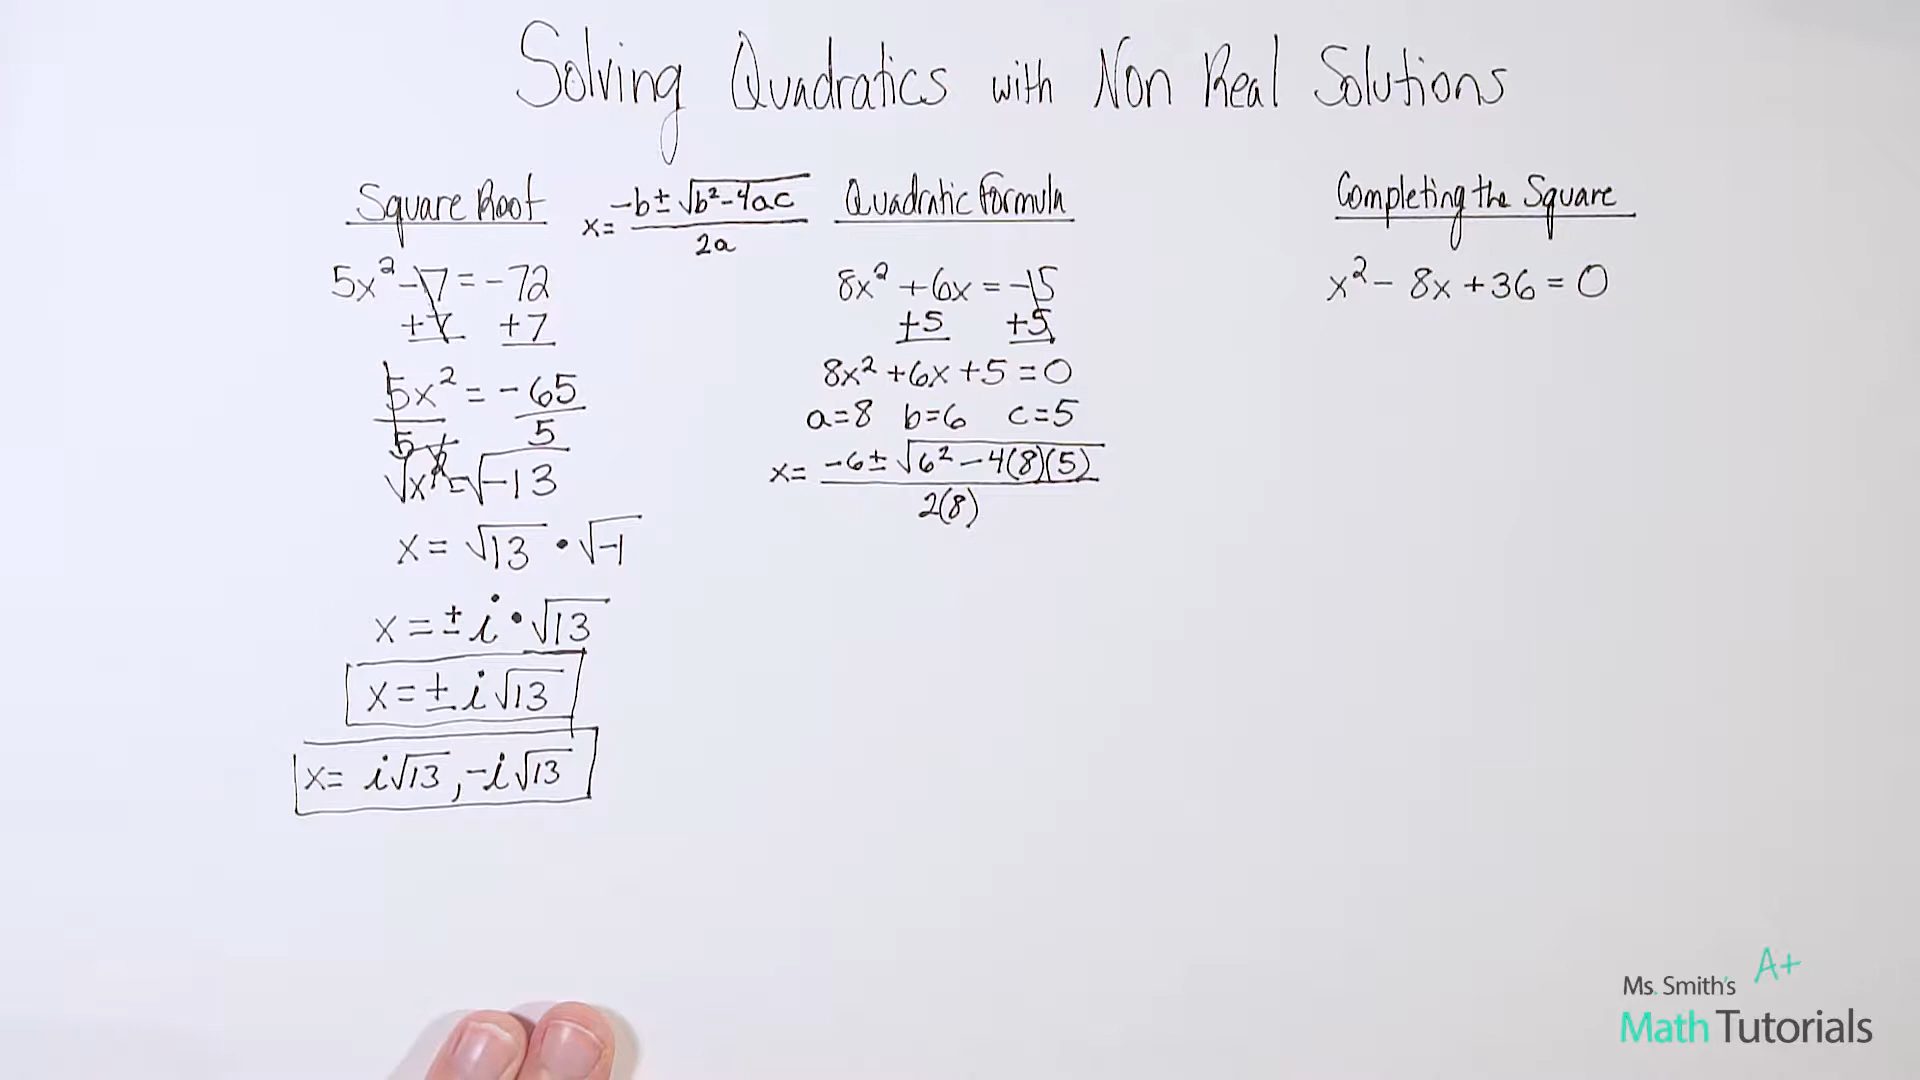 Solving Quadratics with Non Real Solutions
Square Root
5x² - 7 = -72
+7 +7
5x² = -65
5 5
√x² = √-13
x = √13 • √-1
x = ± i • √13
x = ± i√13
x = i√13, -i√13
x = -b ± √b² - 4ac
2a
Quadratic Formula
8x² + 6x = -5
+5 +5
8x² + 6x + 5 = 0
a=8 b=6 c=5
x = -6 ± √6² - 4(8)(5)
2(8)
Completing the Square
x² - 8x + 36 = 0
Ms. Smith's A+
Math Tutorials